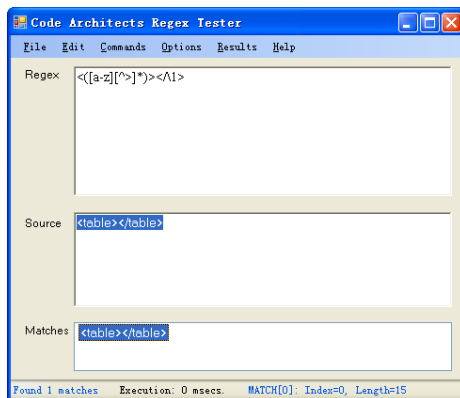 Code Architects Regex Tester
File Edit Commands Options Results Help
Regex
<([a-z][^>]*)></\1>
Source
<table></table>
Matches
<table></table>
Found 1 matches Execution: 0 msecs. MATCH[0]: Index=0, Length=15